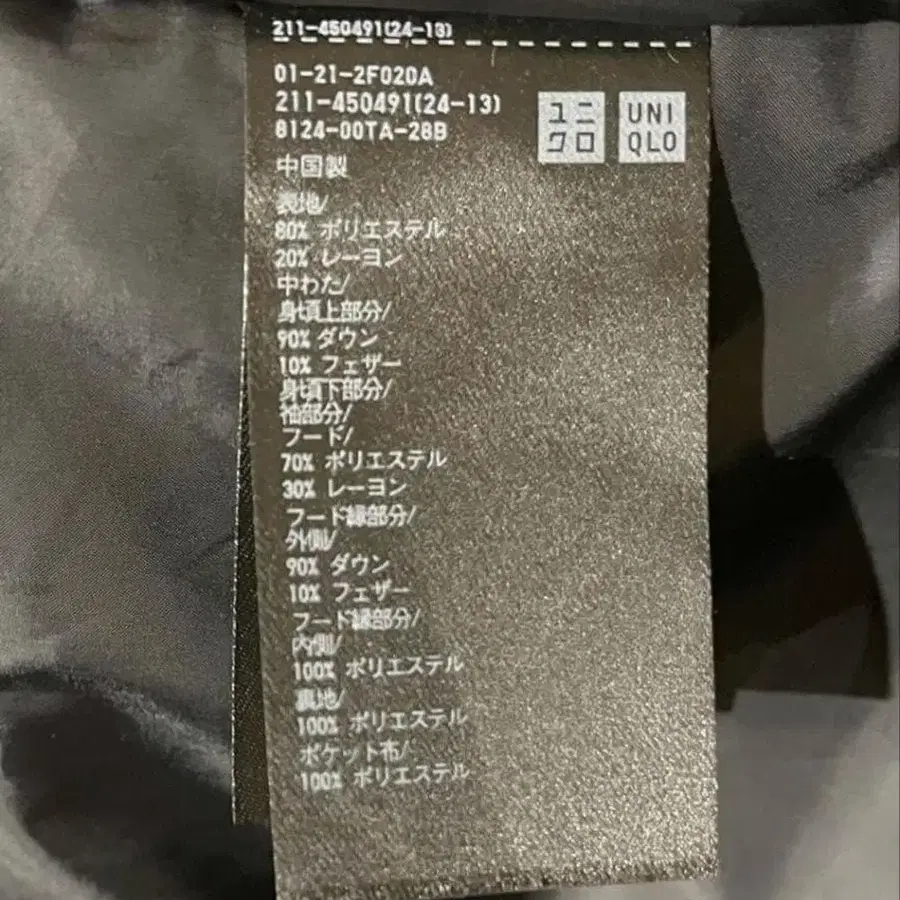 211-450491(24-13)
01-21-2F020A
211-450491(24-13)
8124-00TA-28B
ユニ
クロ
UNI
QLO
中国製
表地/
80% ポリエステル
20% レーヨン
中わた/
身頃上部分/
90% ダウン
10% フェザー
身頃下部分/
袖部分/
フード/
70% ポリエステル
30% レーヨン
フード縁部分/
外側/
90% ダウン
10% フェザー
フード縁部分/
内側/
100% ポリエステル
裏地/
100% ポリエステル
ポケット布/
100% ポリエステル